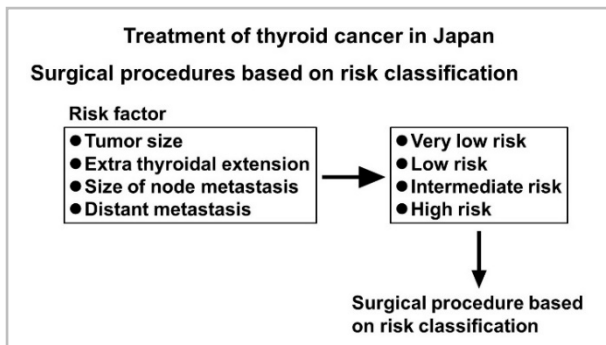 Treatment of thyroid cancer in Japan
Surgical procedures based on risk classification
Risk factor
● Tumor size
● Extra thyroidal extension
● Size of node metastasis
● Distant metastasis
● Very low risk
● Low risk
● Intermediate risk
● High risk
Surgical procedure based
on risk classification